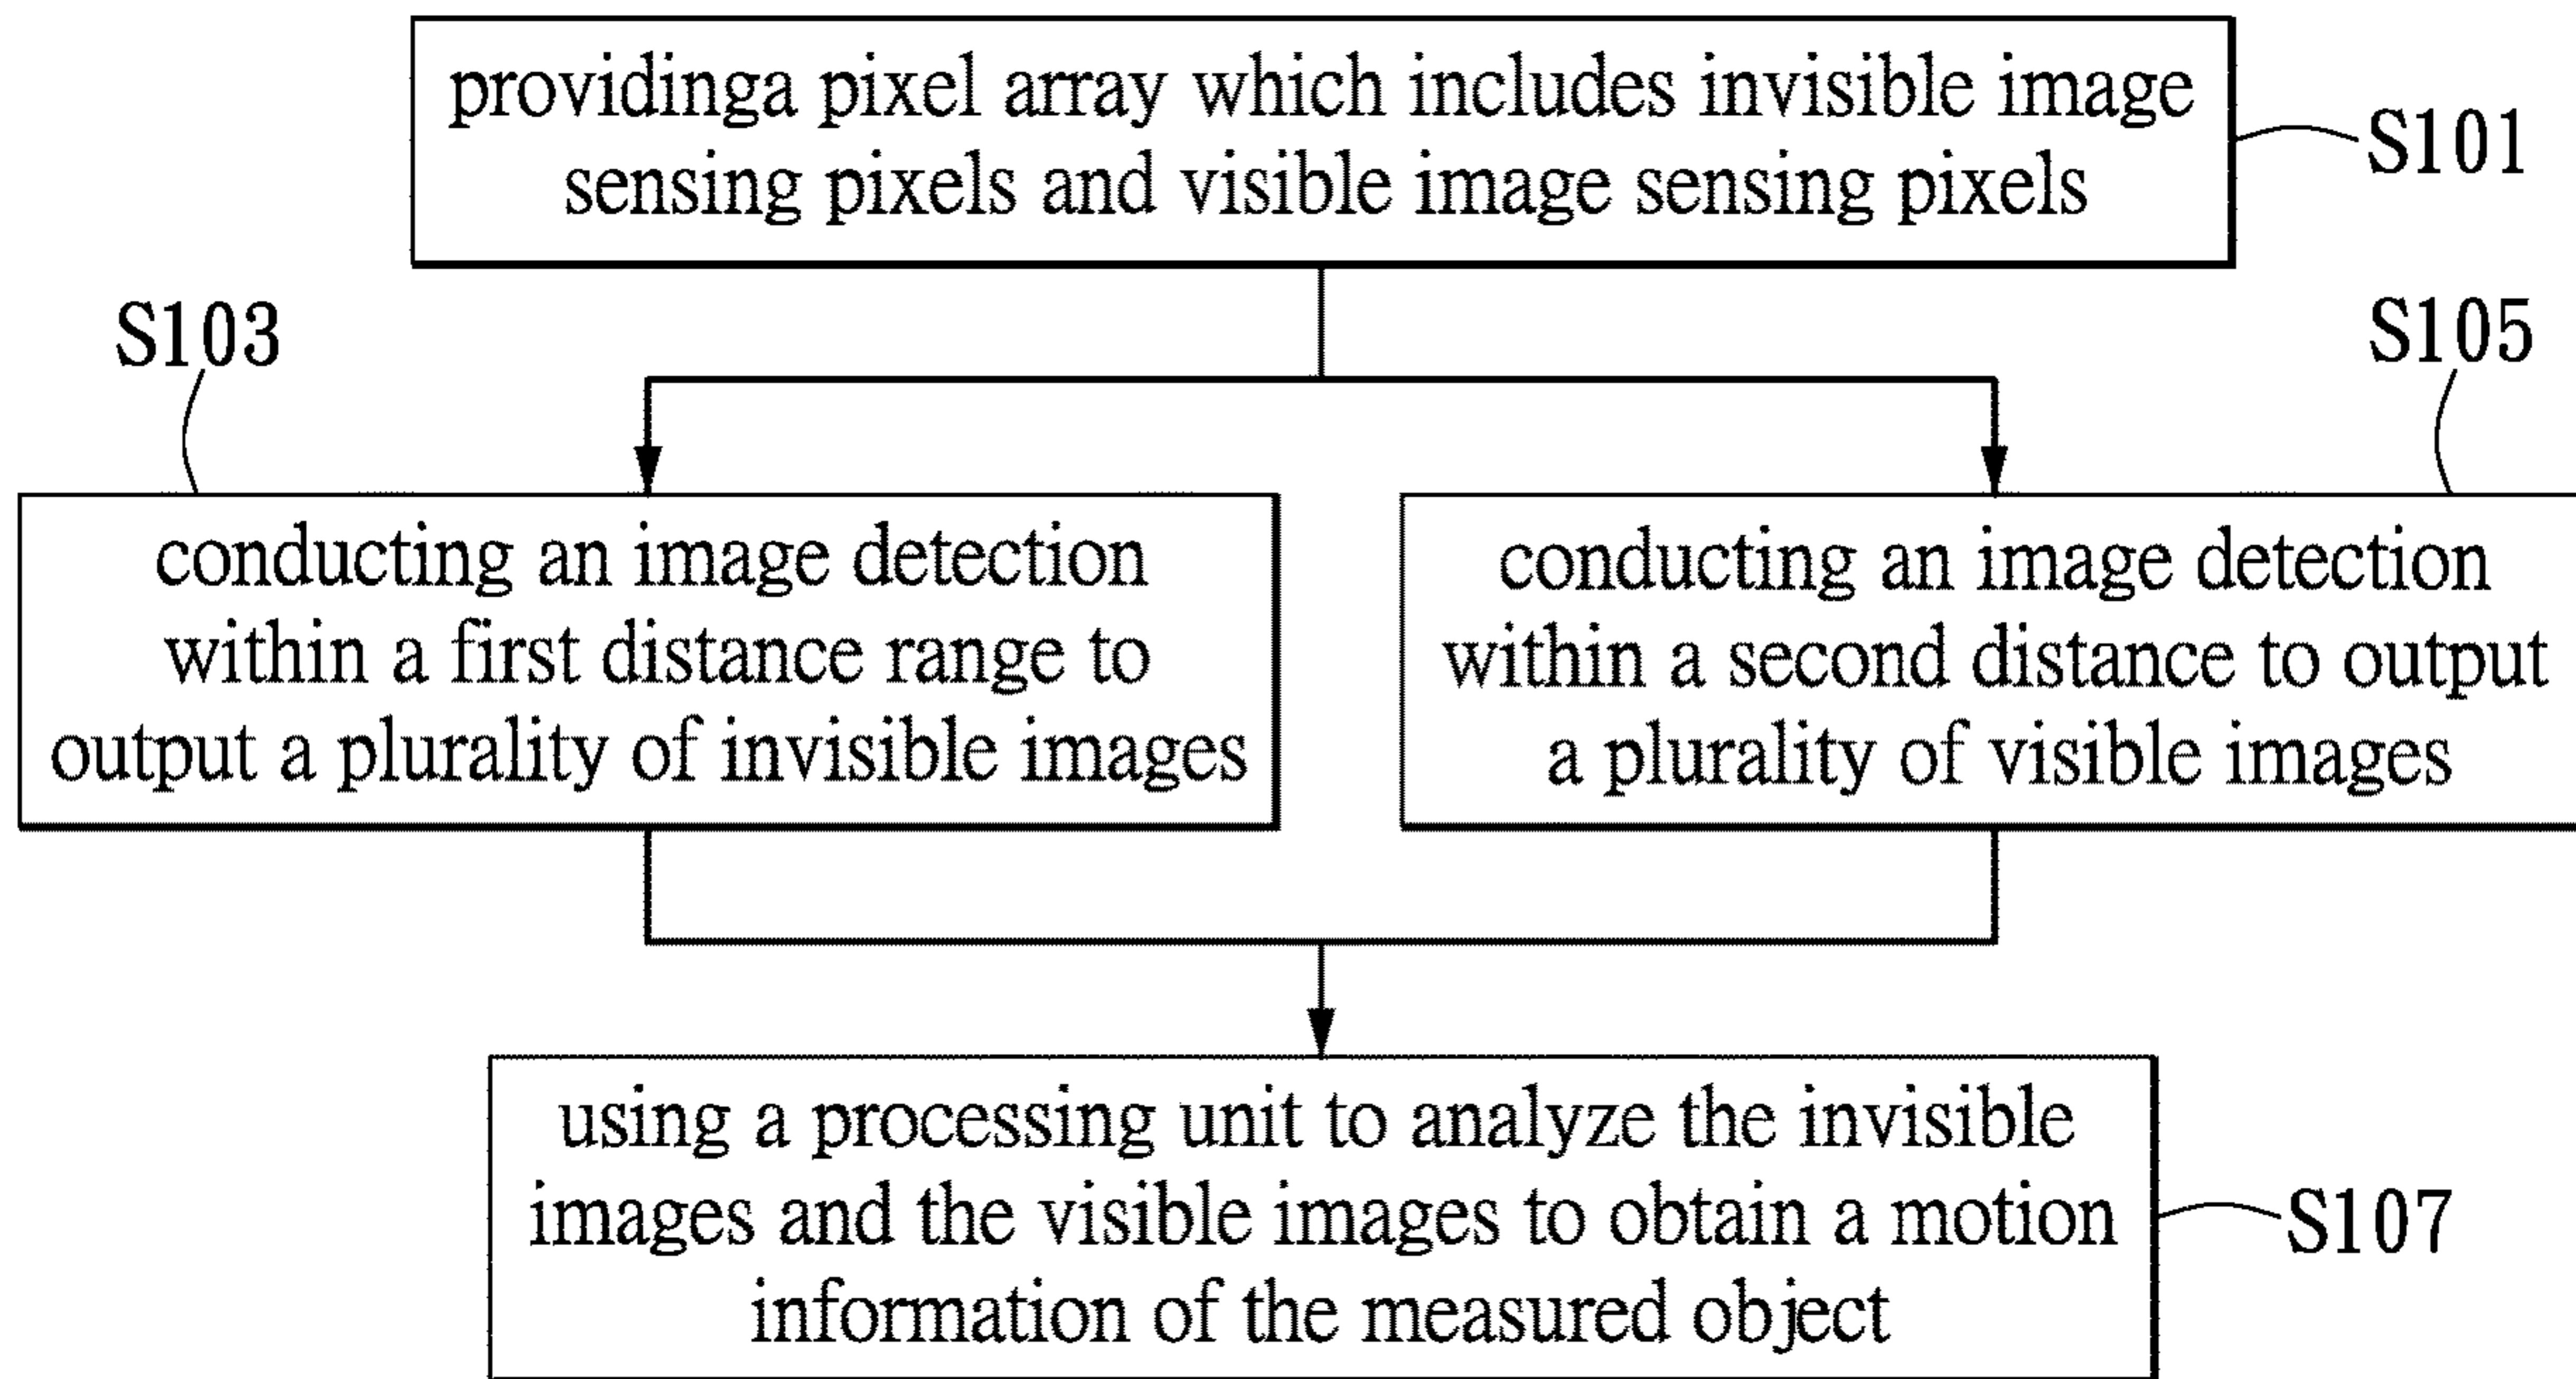 providinga pixel array which includes invisible image
sensing pixels and visible image sensing pixels
S101
S103
S105
conducting an image detection
within a first distance range to
output a plurality of invisible images
conducting an image detection
within a second distance to output
a plurality of visible images
using a processing unit to analyze the invisible
images and the visible images to obtain a motion
information of the measured object
S107